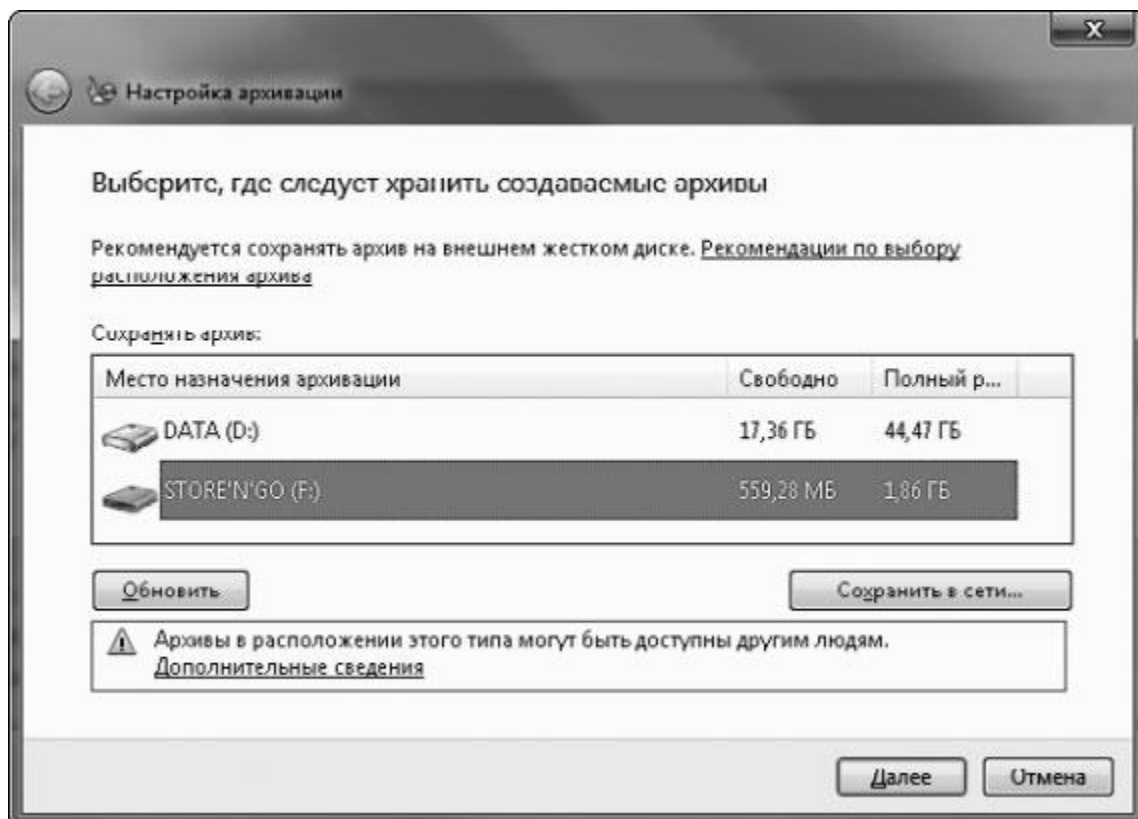 Настройка архивации
Выберите, где следует хранить создаваемые архивы
Рекомендуется сохранять архив на внешнем жестком диске. Рекомендации по выбору
расположения архива
Сохранять архив:
Место назначения архивации Свободно Полный р...
DATA (D:) 17,36 ГБ 44,47 ГБ
STORE'N'GO (F:) 559,28 МБ 1,86 ГБ
Обновить Сохранить в сети...
Архивы в расположении этого типа могут быть доступны другим людям.
Дополнительные сведения
Далее Отмена